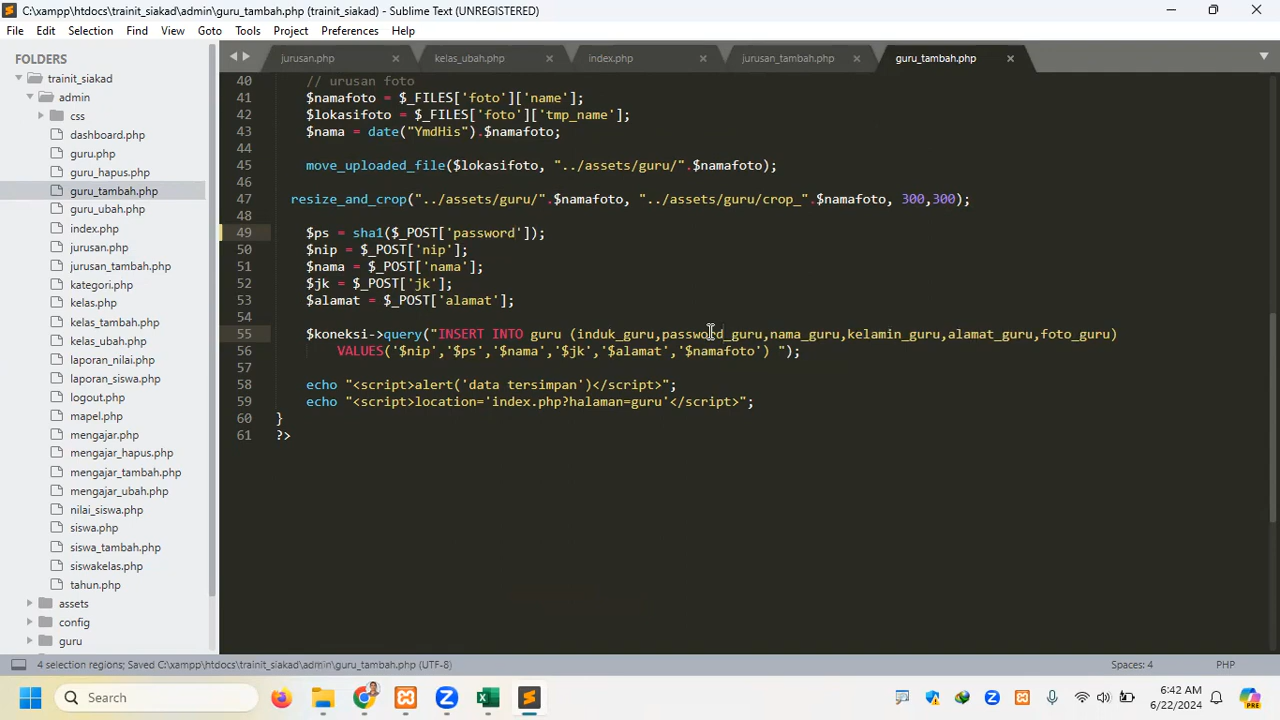 C:\xampp\htdocs\trainit_siakad\admin\guru_tambah.php (trainit_siakad) - Sublime Text (UNREGISTERED)
File Edit Selection Find View Goto Tools Project Preferences Help
FOLDERS
trainit_siakad
admin
css
dashboard.php
guru.php
guru_hapus.php
guru_tambah.php
guru_ubah.php
index.php
jurusan.php
jurusan_tambah.php
kategori.php
kelas.php
kelas_tambah.php
kelas_ubah.php
laporan_nilai.php
laporan_siswa.php
logout.php
mapel.php
mengajar.php
mengajar_hapus.php
mengajar_tambah.php
mengajar_ubah.php
nilai_siswa.php
siswa.php
siswa_tambah.php
siswakelas.php
tahun.php
assets
config
guru
jurusan.php kelas_ubah.php index.php jurusan_tambah.php guru_tambah.php
40 // urusan foto
41 $namafoto = $_FILES['foto']['name'];
42 $lokasifoto = $_FILES['foto']['tmp_name'];
43 $nama = date("YmdHis").$namafoto;
44
45 move_uploaded_file($lokasifoto, "../assets/guru/".$namafoto);
46
47 resize_and_crop("../assets/guru/".$namafoto, "../assets/guru/crop_".$namafoto, 300,300);
48
49 $ps = sha1($_POST['password']);
50 $nip = $_POST['nip'];
51 $nama = $_POST['nama'];
52 $jk = $_POST['jk'];
53 $alamat = $_POST['alamat'];
54
55 $koneksi->query("INSERT INTO guru (induk_guru,password_guru,nama_guru,kelamin_guru,alamat_guru,foto_guru)
56 VALUES('$nip','$ps','$nama','$jk','$alamat','$namafoto') ");
57
58 echo "<script>alert('data tersimpan')</script>";
59 echo "<script>location='index.php?halaman=guru'</script>";
60 }
61 ?>
4 selection regions; Saved C:\xampp\htdocs\trainit_siakad\admin\guru_tambah.php (UTF-8) Spaces: 4 PHP
Search
6:42 AM
6/22/2024
PRE